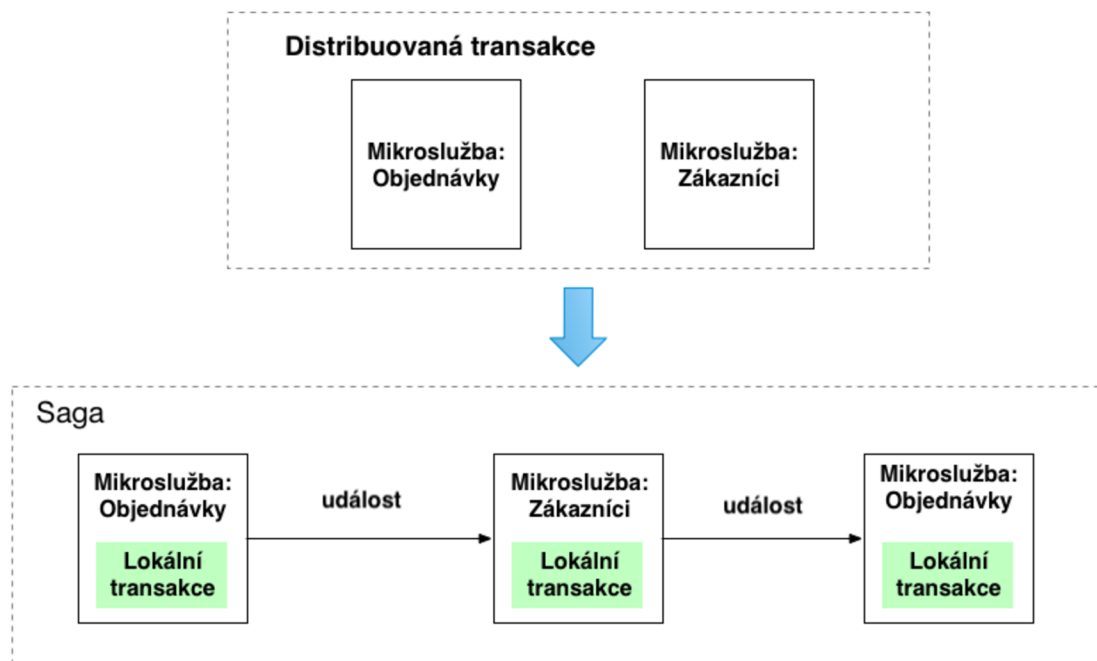 Distribuovaná transakce
Mikroslužba:
Objednávky
Mikroslužba:
Zákazníci
Saga
Mikroslužba:
Objednávky
Lokální
transakce
událost
Mikroslužba:
Zákazníci
Lokální
transakce
událost
Mikroslužba:
Objednávky
Lokální
transakce